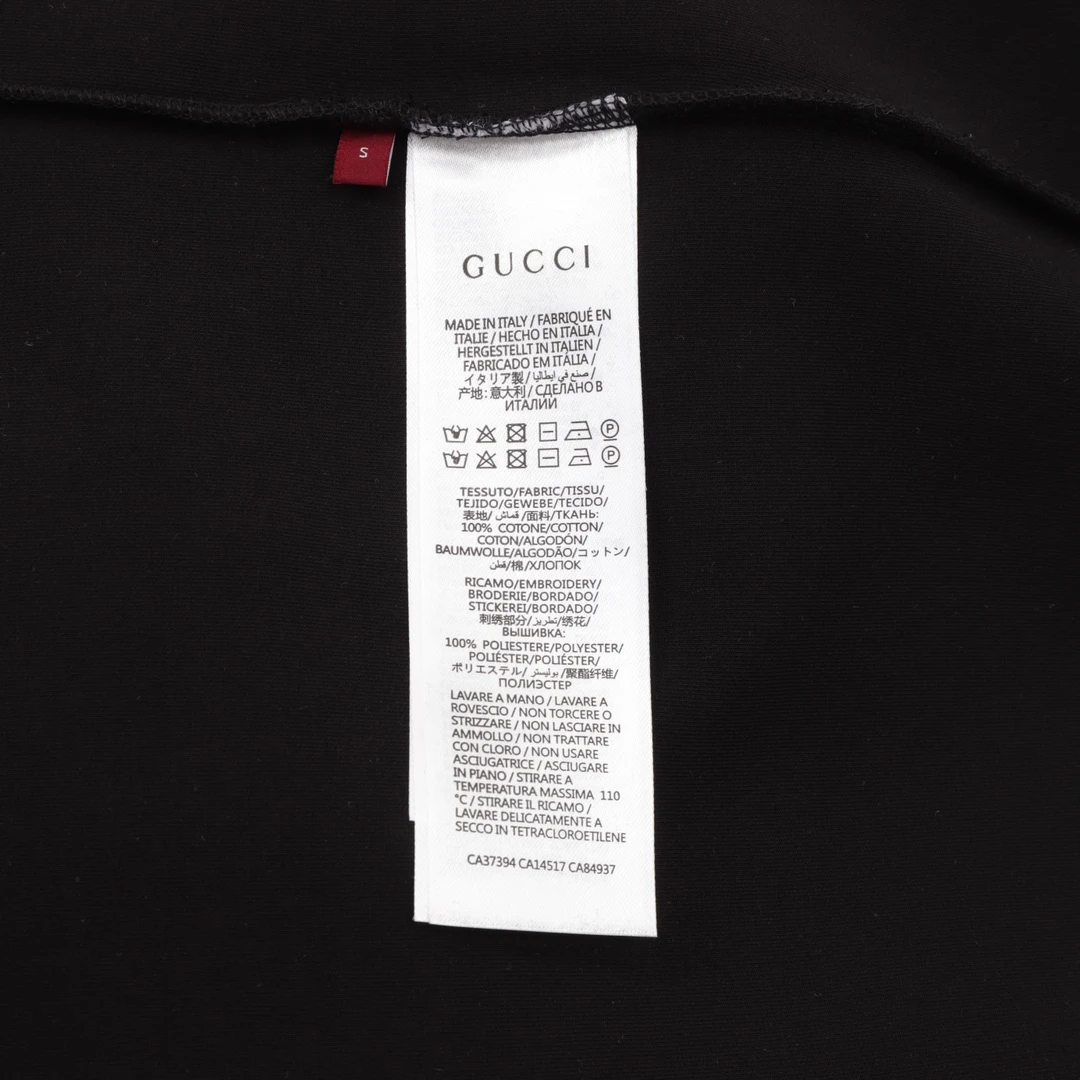 S
GUCCI
MADE IN ITALY / FABRIQUÉ EN
ITALIE / HECHO EN ITALIA /
HERGESTELLT IN ITALIEN /
FABRICADO EM ITÁLIA /
イタリア製 / صنع في ايطاليا /
产地: 意大利 / СДЕЛАНО В
ИТАЛИИ
P
P
TESSUTO/FABRIC/TISSU/
TEJIDO/GEWEBE/TECIDO/
表地/ قماش /面料/ТКАНЬ:
100% COTONE/COTTON/
COTON/ALGODÓN/
BAUMWOLLE/ALGODÃO/コットン/
قطن/棉/ХЛОПОК
RICAMO/EMBROIDERY/
BRODERIE/BORDADO/
STICKEREI/BORDADO/
刺绣部分/تطريز/绣花/
ВЫШИВКА:
100% POLIESTERE/POLYESTER/
POLIÉSTER/POLIÉSTER/
ポリエステル/ بوليستر /聚酯纤维/
ПОЛИЭСТЕР
LAVARE A MANO / LAVARE A
ROVESCIO / NON TORCERE O
STRIZZARE / NON LASCIARE IN
AMMOLLO / NON TRATTARE
CON CLORO / NON USARE
ASCIUGATRICE / ASCIUGARE
IN PIANO / STIRARE A
TEMPERATURA MASSIMA 110
°C / STIRARE IL RICAMO /
LAVARE DELICATAMENTE A
SECCO IN TETRACLOROETILENE
CA37394 CA14517 CA84937